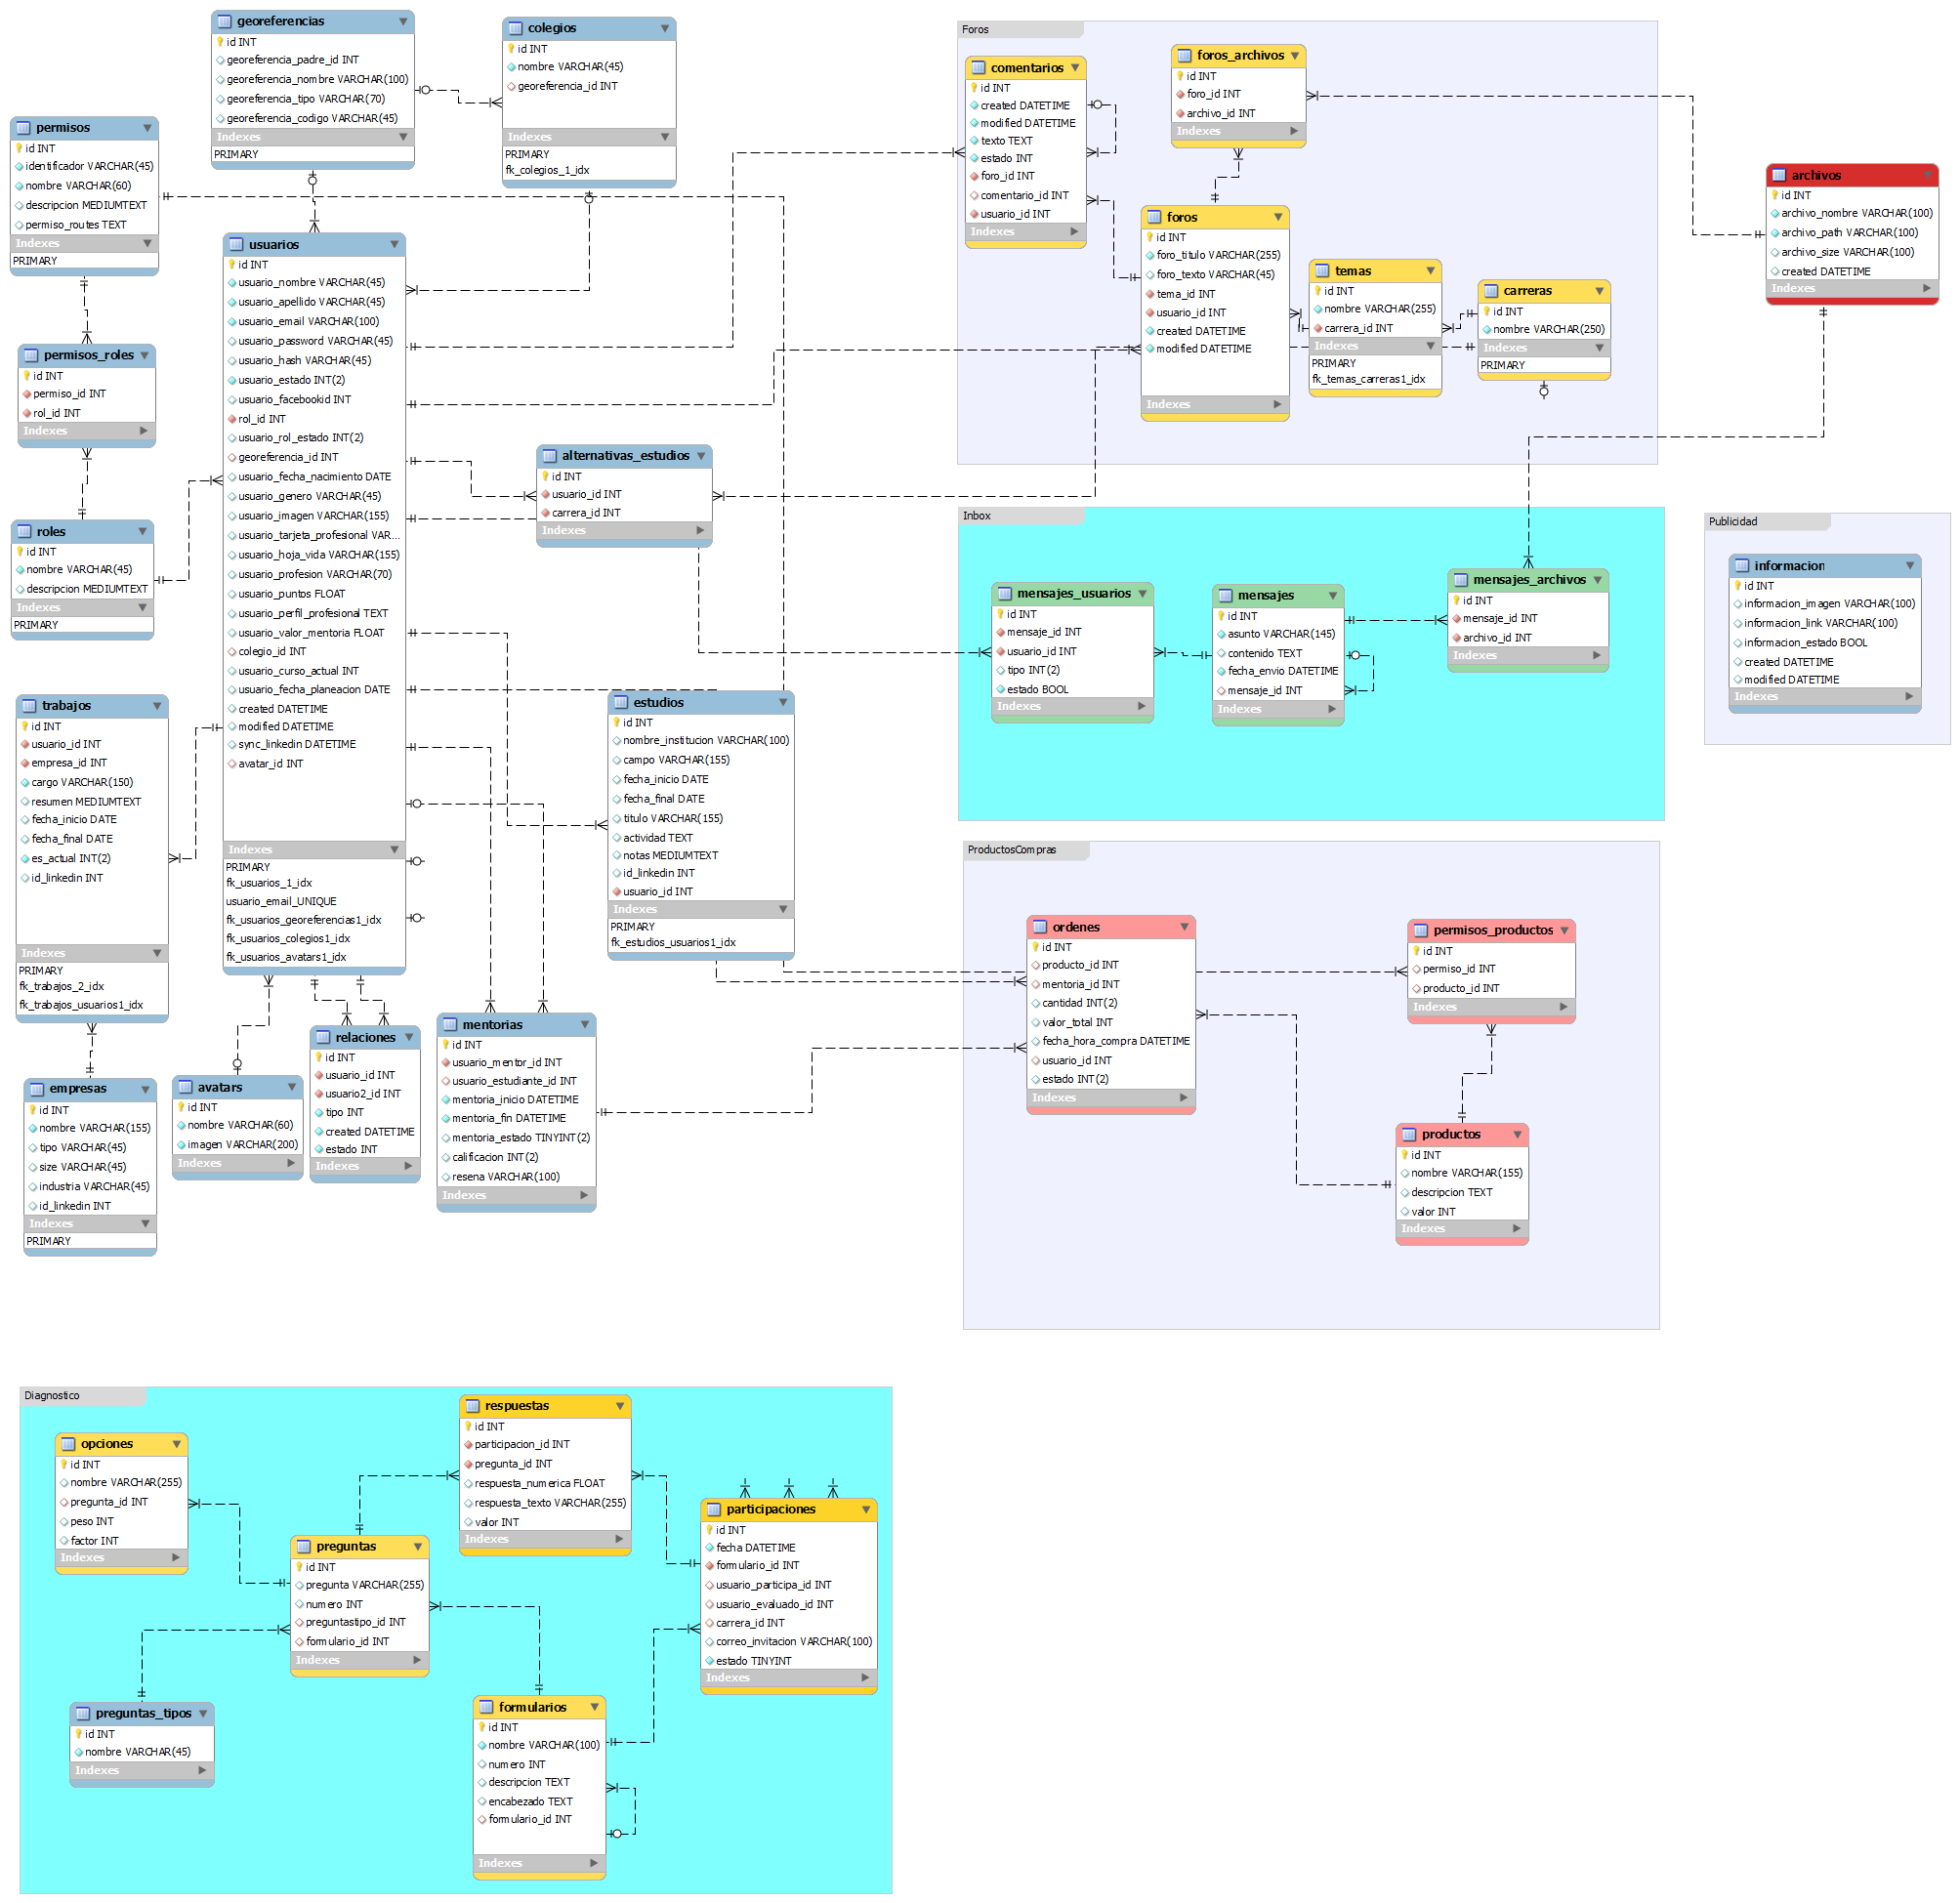 georeferencias
id INT
georeferencia_padre_id INT
georeferencia_nombre VARCHAR(100)
georeferencia_tipo VARCHAR(70)
georeferencia_codigo VARCHAR(45)
Indexes
PRIMARY
colegios
id INT
nombre VARCHAR(45)
georeferencia_id INT
Indexes
PRIMARY
fk_colegios_1_idx
permisos
id INT
identificador VARCHAR(45)
nombre VARCHAR(60)
descripcion MEDIUMTEXT
permiso_routes TEXT
Indexes
PRIMARY
permisos_roles
id INT
permiso_id INT
rol_id INT
Indexes
roles
id INT
nombre VARCHAR(45)
descripcion MEDIUMTEXT
Indexes
PRIMARY
usuarios
id INT
usuario_nombre VARCHAR(45)
usuario_apellido VARCHAR(45)
usuario_email VARCHAR(100)
usuario_password VARCHAR(45)
usuario_hash VARCHAR(45)
usuario_estado INT(2)
usuario_facebookid INT
rol_id INT
usuario_rol_estado INT(2)
georeferencia_id INT
usuario_fecha_nacimiento DATE
usuario_genero VARCHAR(45)
usuario_imagen VARCHAR(155)
usuario_tarjeta_profesional VAR...
usuario_hoja_vida VARCHAR(155)
usuario_profesion VARCHAR(70)
usuario_puntos FLOAT
usuario_perfil_profesional TEXT
usuario_valor_mentoria FLOAT
colegio_id INT
usuario_curso_actual INT
usuario_fecha_planeacion DATE
created DATETIME
modified DATETIME
sync_linkedin DATETIME
avatar_id INT
Indexes
PRIMARY
fk_usuarios_1_idx
usuario_email_UNIQUE
fk_usuarios_georeferencias1_idx
fk_usuarios_colegios1_idx
fk_usuarios_avatars1_idx
alternativas_estudios
id INT
usuario_id INT
carrera_id INT
Indexes
trabajos
id INT
usuario_id INT
empresa_id INT
cargo VARCHAR(150)
resumen MEDIUMTEXT
fecha_inicio DATE
fecha_final DATE
es_actual INT(2)
id_linkedin INT
Indexes
PRIMARY
fk_trabajos_2_idx
fk_trabajos_usuarios1_idx
estudios
id INT
nombre_institucion VARCHAR(100)
campo VARCHAR(155)
fecha_inicio DATE
fecha_final DATE
titulo VARCHAR(155)
actividad TEXT
notas MEDIUMTEXT
id_linkedin INT
usuario_id INT
Indexes
PRIMARY
fk_estudios_usuarios1_idx
empresas
id INT
nombre VARCHAR(155)
tipo VARCHAR(45)
size VARCHAR(45)
industria VARCHAR(45)
id_linkedin INT
Indexes
PRIMARY
avatars
id INT
nombre VARCHAR(60)
imagen VARCHAR(200)
Indexes
relaciones
id INT
usuario_id INT
usuario2_id INT
tipo INT
created DATETIME
estado INT
Indexes
mentorias
id INT
usuario_mentor_id INT
usuario_estudiante_id INT
mentoria_inicio DATETIME
mentoria_fin DATETIME
mentoria_estado TINYINT(2)
calificacion INT(2)
resena VARCHAR(100)
Indexes
Foros
comentarios
id INT
created DATETIME
modified DATETIME
texto TEXT
estado INT
foro_id INT
comentario_id INT
usuario_id INT
Indexes
foros_archivos
id INT
foro_id INT
archivo_id INT
Indexes
foros
id INT
foro_titulo VARCHAR(255)
foro_texto VARCHAR(45)
tema_id INT
usuario_id INT
created DATETIME
modified DATETIME
Indexes
temas
id INT
nombre VARCHAR(255)
carrera_id INT
Indexes
PRIMARY
fk_temas_carreras1_idx
carreras
id INT
nombre VARCHAR(250)
Indexes
PRIMARY
archivos
id INT
archivo_nombre VARCHAR(100)
archivo_path VARCHAR(100)
archivo_size VARCHAR(100)
created DATETIME
Indexes
Inbox
mensajes_usuarios
id INT
mensaje_id INT
usuario_id INT
tipo INT(2)
estado BOOL
Indexes
mensajes
id INT
asunto VARCHAR(145)
contenido TEXT
fecha_envio DATETIME
mensaje_id INT
Indexes
mensajes_archivos
id INT
mensaje_id INT
archivo_id INT
Indexes
Publicidad
informacion
id INT
informacion_imagen VARCHAR(100)
informacion_link VARCHAR(100)
informacion_estado BOOL
created DATETIME
modified DATETIME
Indexes
ProductosCompras
ordenes
id INT
producto_id INT
mentoria_id INT
cantidad INT(2)
valor_total INT
fecha_hora_compra DATETIME
usuario_id INT
estado INT(2)
Indexes
permisos_productos
id INT
permiso_id INT
producto_id INT
Indexes
productos
id INT
nombre VARCHAR(155)
descripcion TEXT
valor INT
Indexes
Diagnostico
opciones
id INT
nombre VARCHAR(255)
pregunta_id INT
peso INT
factor INT
Indexes
respuestas
id INT
participacion_id INT
pregunta_id INT
respuesta_numerica FLOAT
respuesta_texto VARCHAR(255)
valor INT
Indexes
preguntas
id INT
pregunta VARCHAR(255)
numero INT
preguntastipo_id INT
formulario_id INT
Indexes
participaciones
id INT
fecha DATETIME
formulario_id INT
usuario_participa_id INT
usuario_evaluado_id INT
carrera_id INT
correo_invitacion VARCHAR(100)
estado TINYINT
Indexes
preguntas_tipos
id INT
nombre VARCHAR(45)
Indexes
formularios
id INT
nombre VARCHAR(100)
numero INT
descripcion TEXT
encabezado TEXT
formulario_id INT
Indexes